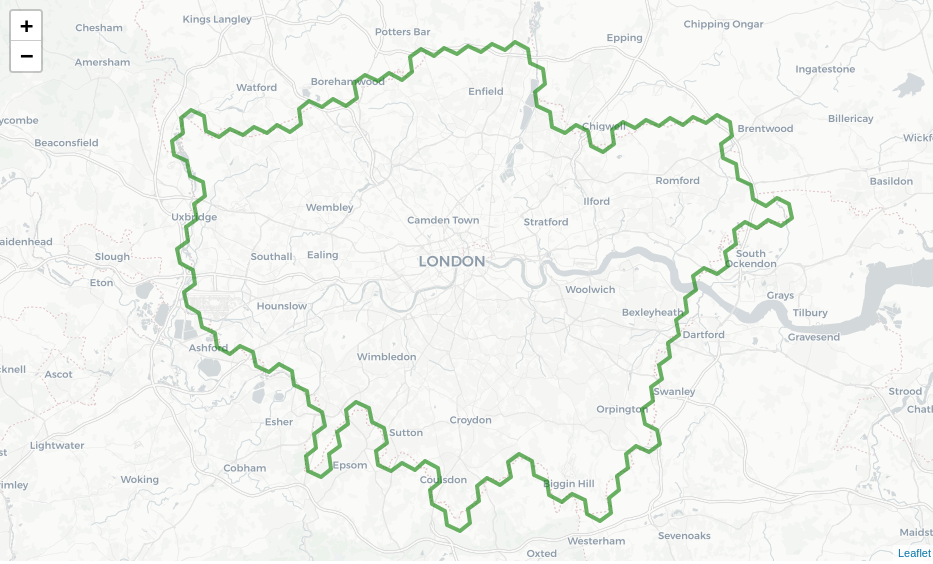 +
−
Kings Langley
Chesham
Potters Bar
Epping
Chipping Ongar
Amersham
Ingatestone
Borehamwood
Watford
Enfield
ycombe
Chigwell
Brentwood
Billericay
Beaconsfield
Wickfo
Romford
Basildon
Ilford
Wembley
Uxbridge
Camden Town
Stratford
aidenhead
Slough
Southall
Ealing
LONDON
South
Ockendon
Eton
Woolwich
Grays
Hounslow
Bexleyheath
Tilbury
Dartford
Gravesend
Ashford
Wimbledon
cknell
Ascot
Swanley
Strood
Orpington
Chath
Esher
Croydon
Sutton
Lightwater
st
Epsom
Cobham
Woking
Coulsdon
Biggin Hill
imley
Maidst
Sevenoaks
Westerham
Oxted
Leaflet